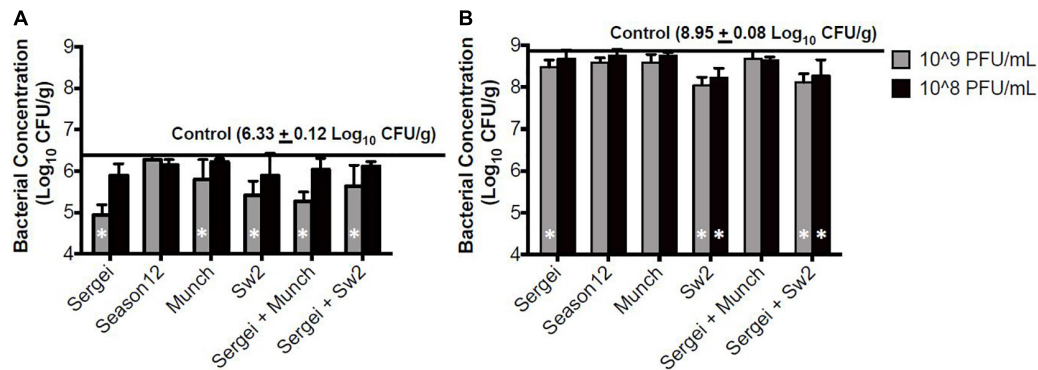 A
Bacterial Concentration
(Log10 CFU/g)
9
8
7
6
5
4
Control (6.33 ± 0.12 Log10 CFU/g)
*
*
*
*
*
Sergei
Season12
Munch
Sw2
Sergei + Munch
Sergei + Sw2
B
Bacterial Concentration
(Log10 CFU/g)
9
8
7
6
5
4
Control (8.95 ± 0.08 Log10 CFU/g)
*
* *
* *
Sergei
Season12
Munch
Sw2
Sergei + Munch
Sergei + Sw2
10^9 PFU/mL
10^8 PFU/mL